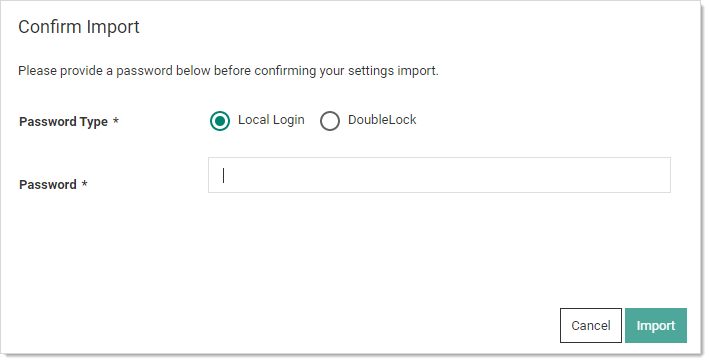 Confirm Import
Please provide a password below before confirming your settings import.
Password Type * Local Login DoubleLock
Password *
Cancel Import